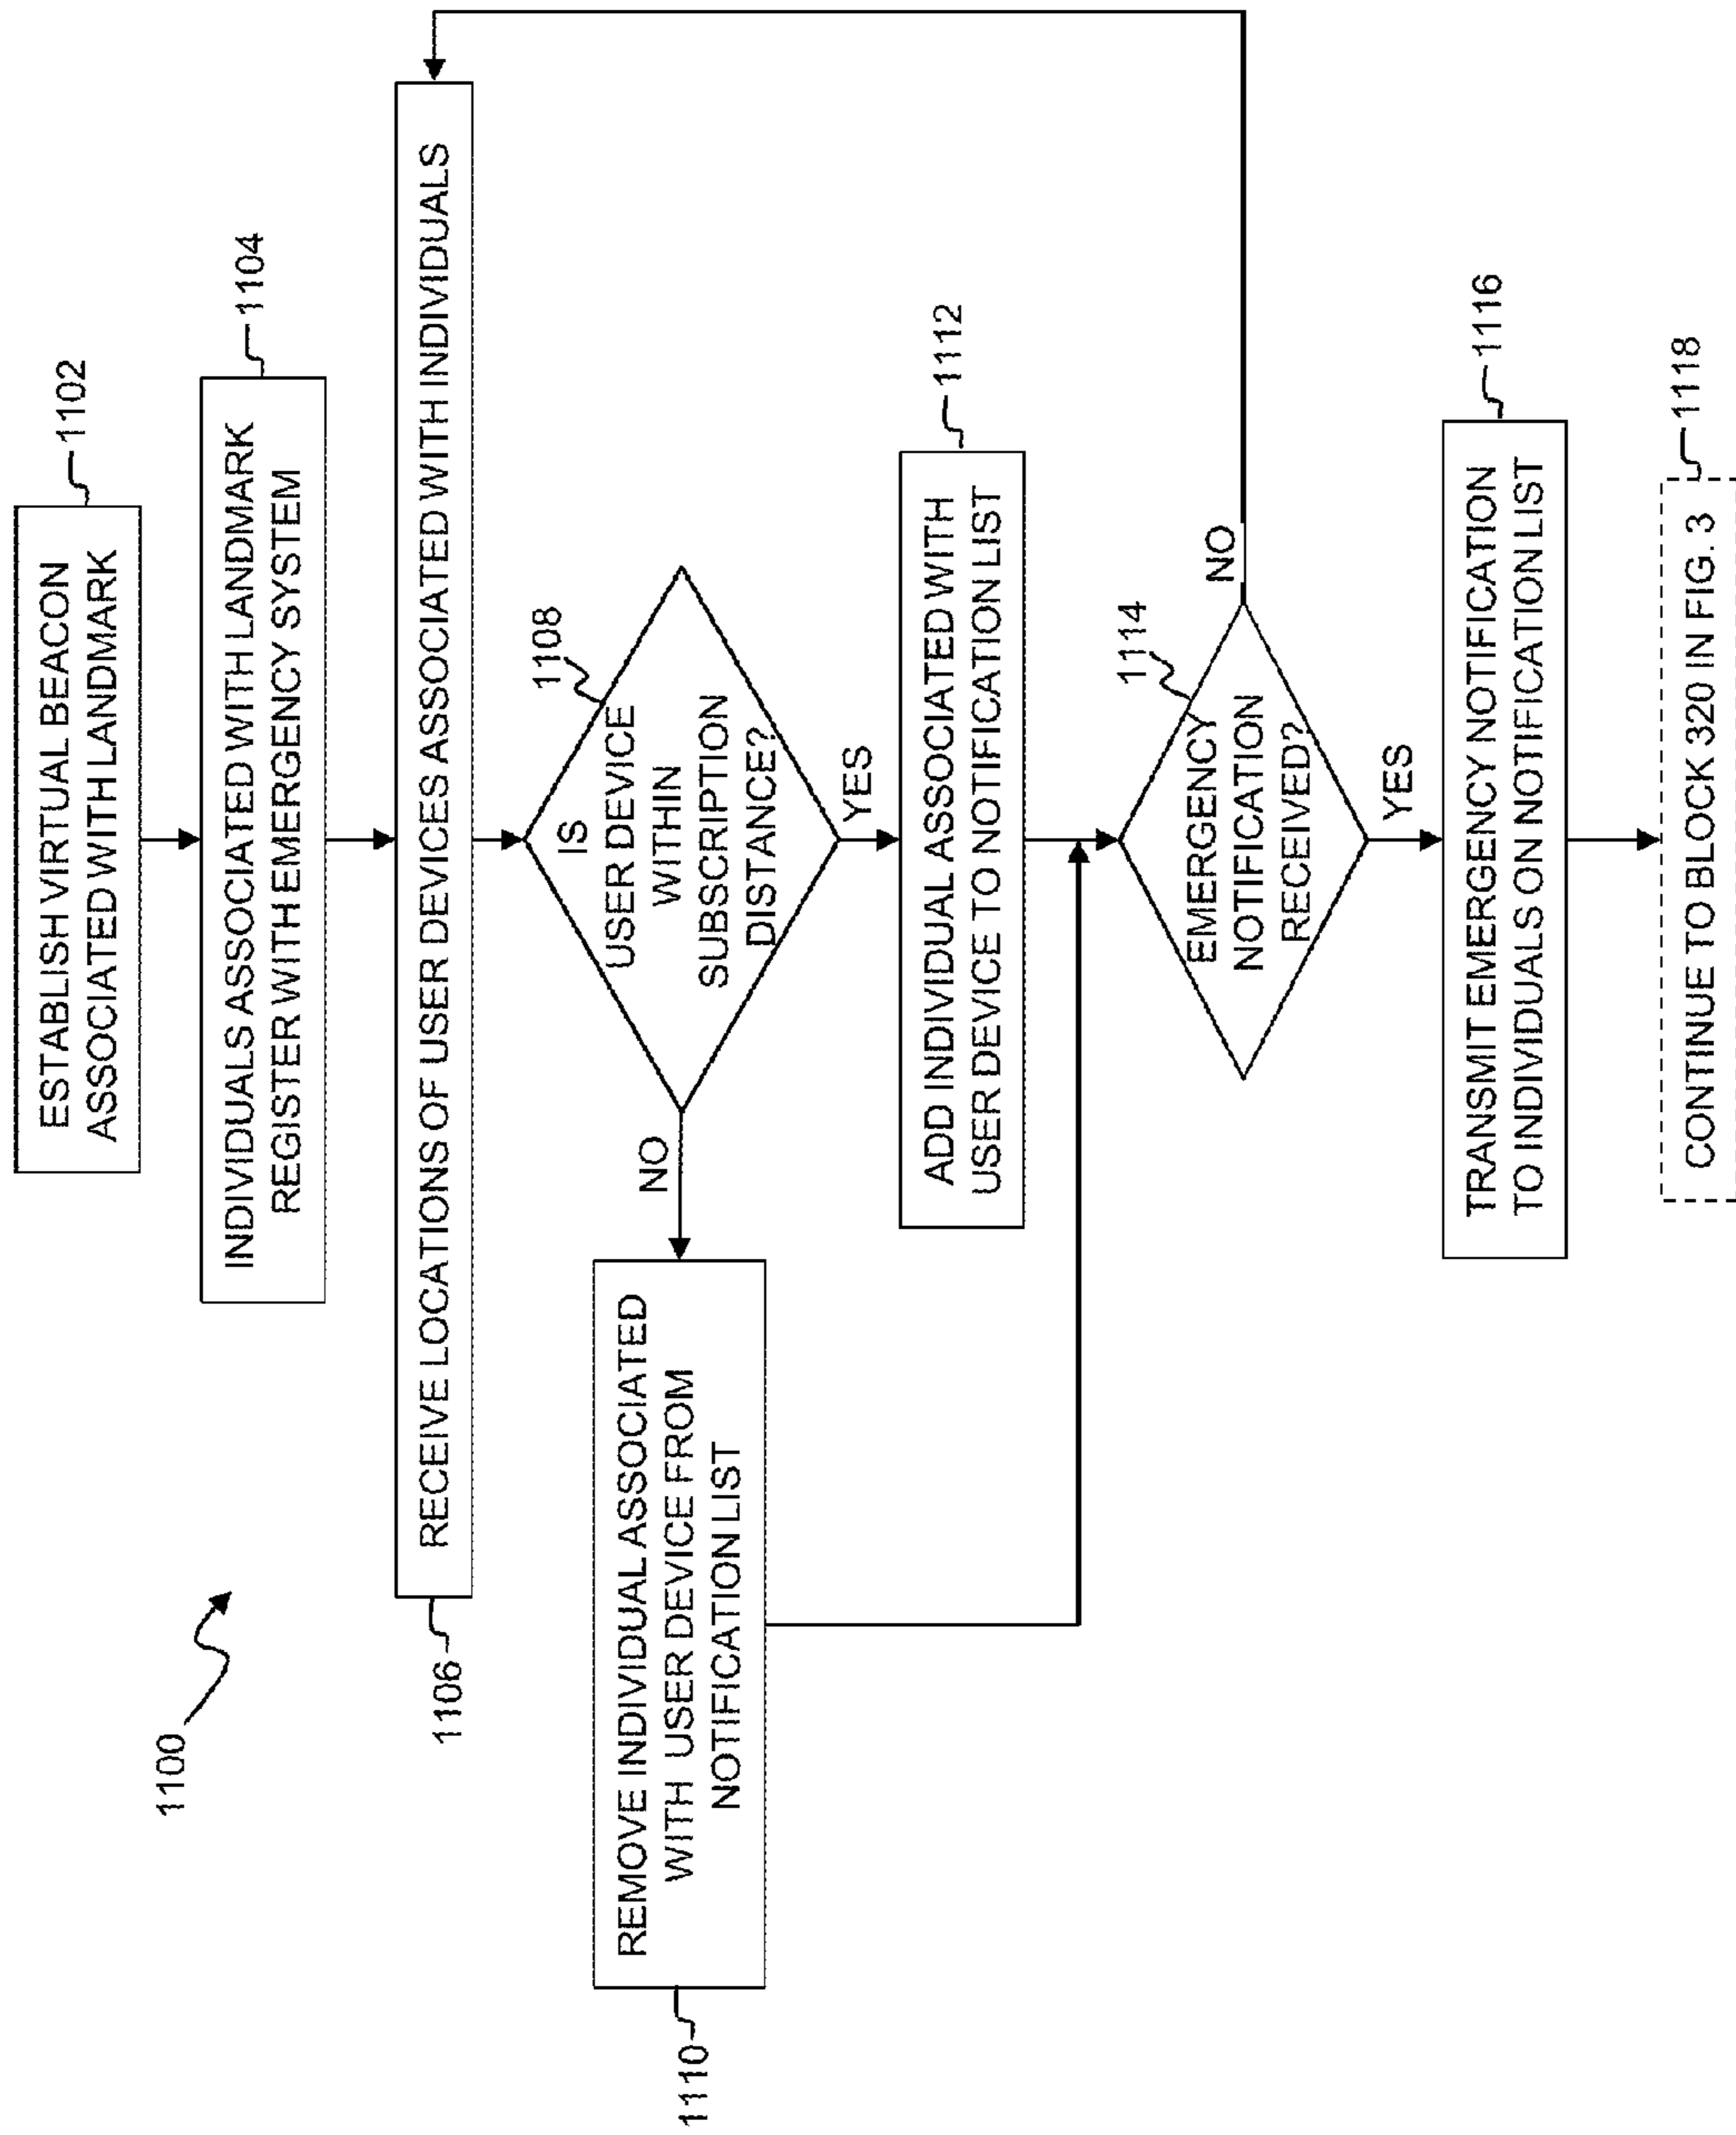 1100
ESTABLISH VIRTUAL BEACON
ASSOCIATED WITH LANDMARK
1102
INDIVIDUALS ASSOCIATED WITH LANDMARK
REGISTER WITH EMERGENCY SYSTEM
1104
RECEIVE LOCATIONS OF USER DEVICES ASSOCIATED WITH INDIVIDUALS
1106
IS
USER DEVICE
WITHIN
SUBSCRIPTION
DISTANCE?
1108
NO
YES
REMOVE INDIVIDUAL ASSOCIATED
WITH USER DEVICE FROM
NOTIFICATION LIST
1110
ADD INDIVIDUAL ASSOCIATED WITH
USER DEVICE TO NOTIFICATION LIST
1112
EMERGENCY
NOTIFICATION
RECEIVED?
1114
NO
YES
TRANSMIT EMERGENCY NOTIFICATION
TO INDIVIDUALS ON NOTIFICATION LIST
1116
CONTINUE TO BLOCK 320 IN FIG. 3
1118